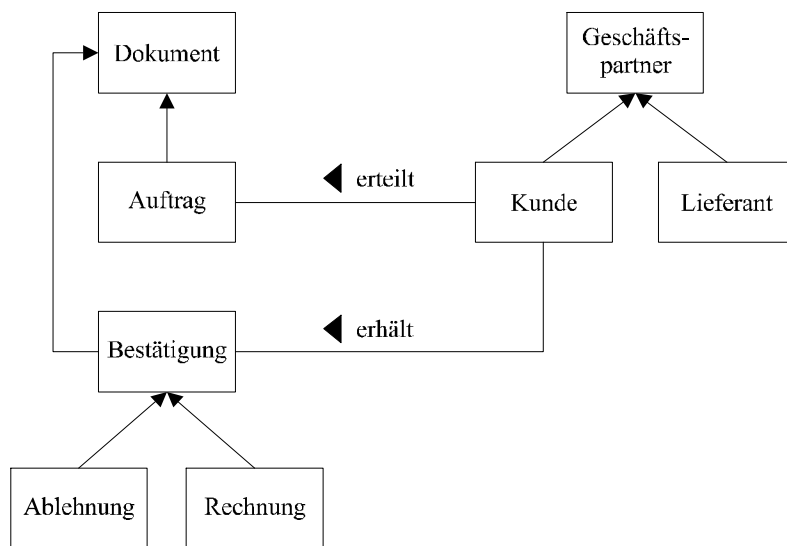 Dokument
Geschäfts-
partner
erteilt
Auftrag
Kunde
Lieferant
erhält
Bestätigung
Ablehnung
Rechnung